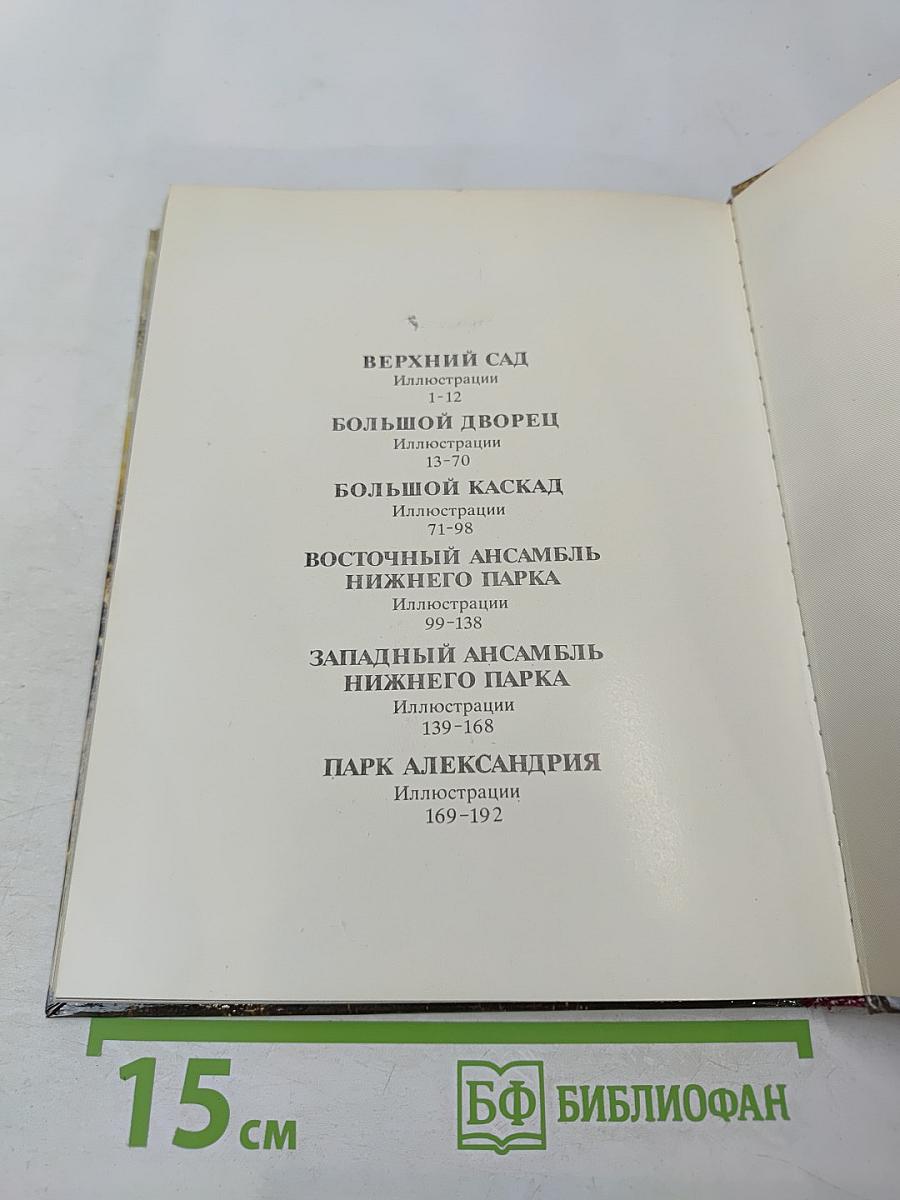 ВЕРХНИЙ САД
Иллюстрации
1-12
БОЛЬШОЙ ДВОРЕЦ
Иллюстрации
13-70
БОЛЬШОЙ КАСКАД
Иллюстрации
71-98
ВОСТОЧНЫЙ АНСАМБЛЬ
НИЖНЕГО ПАРКА
Иллюстрации
99-138
ЗАПАДНЫЙ АНСАМБЛЬ
НИЖНЕГО ПАРКА
Иллюстрации
139-168
ПАРК АЛЕКСАНДРИЯ
Иллюстрации
169-192
15 см
БФ БИБЛИОФАН